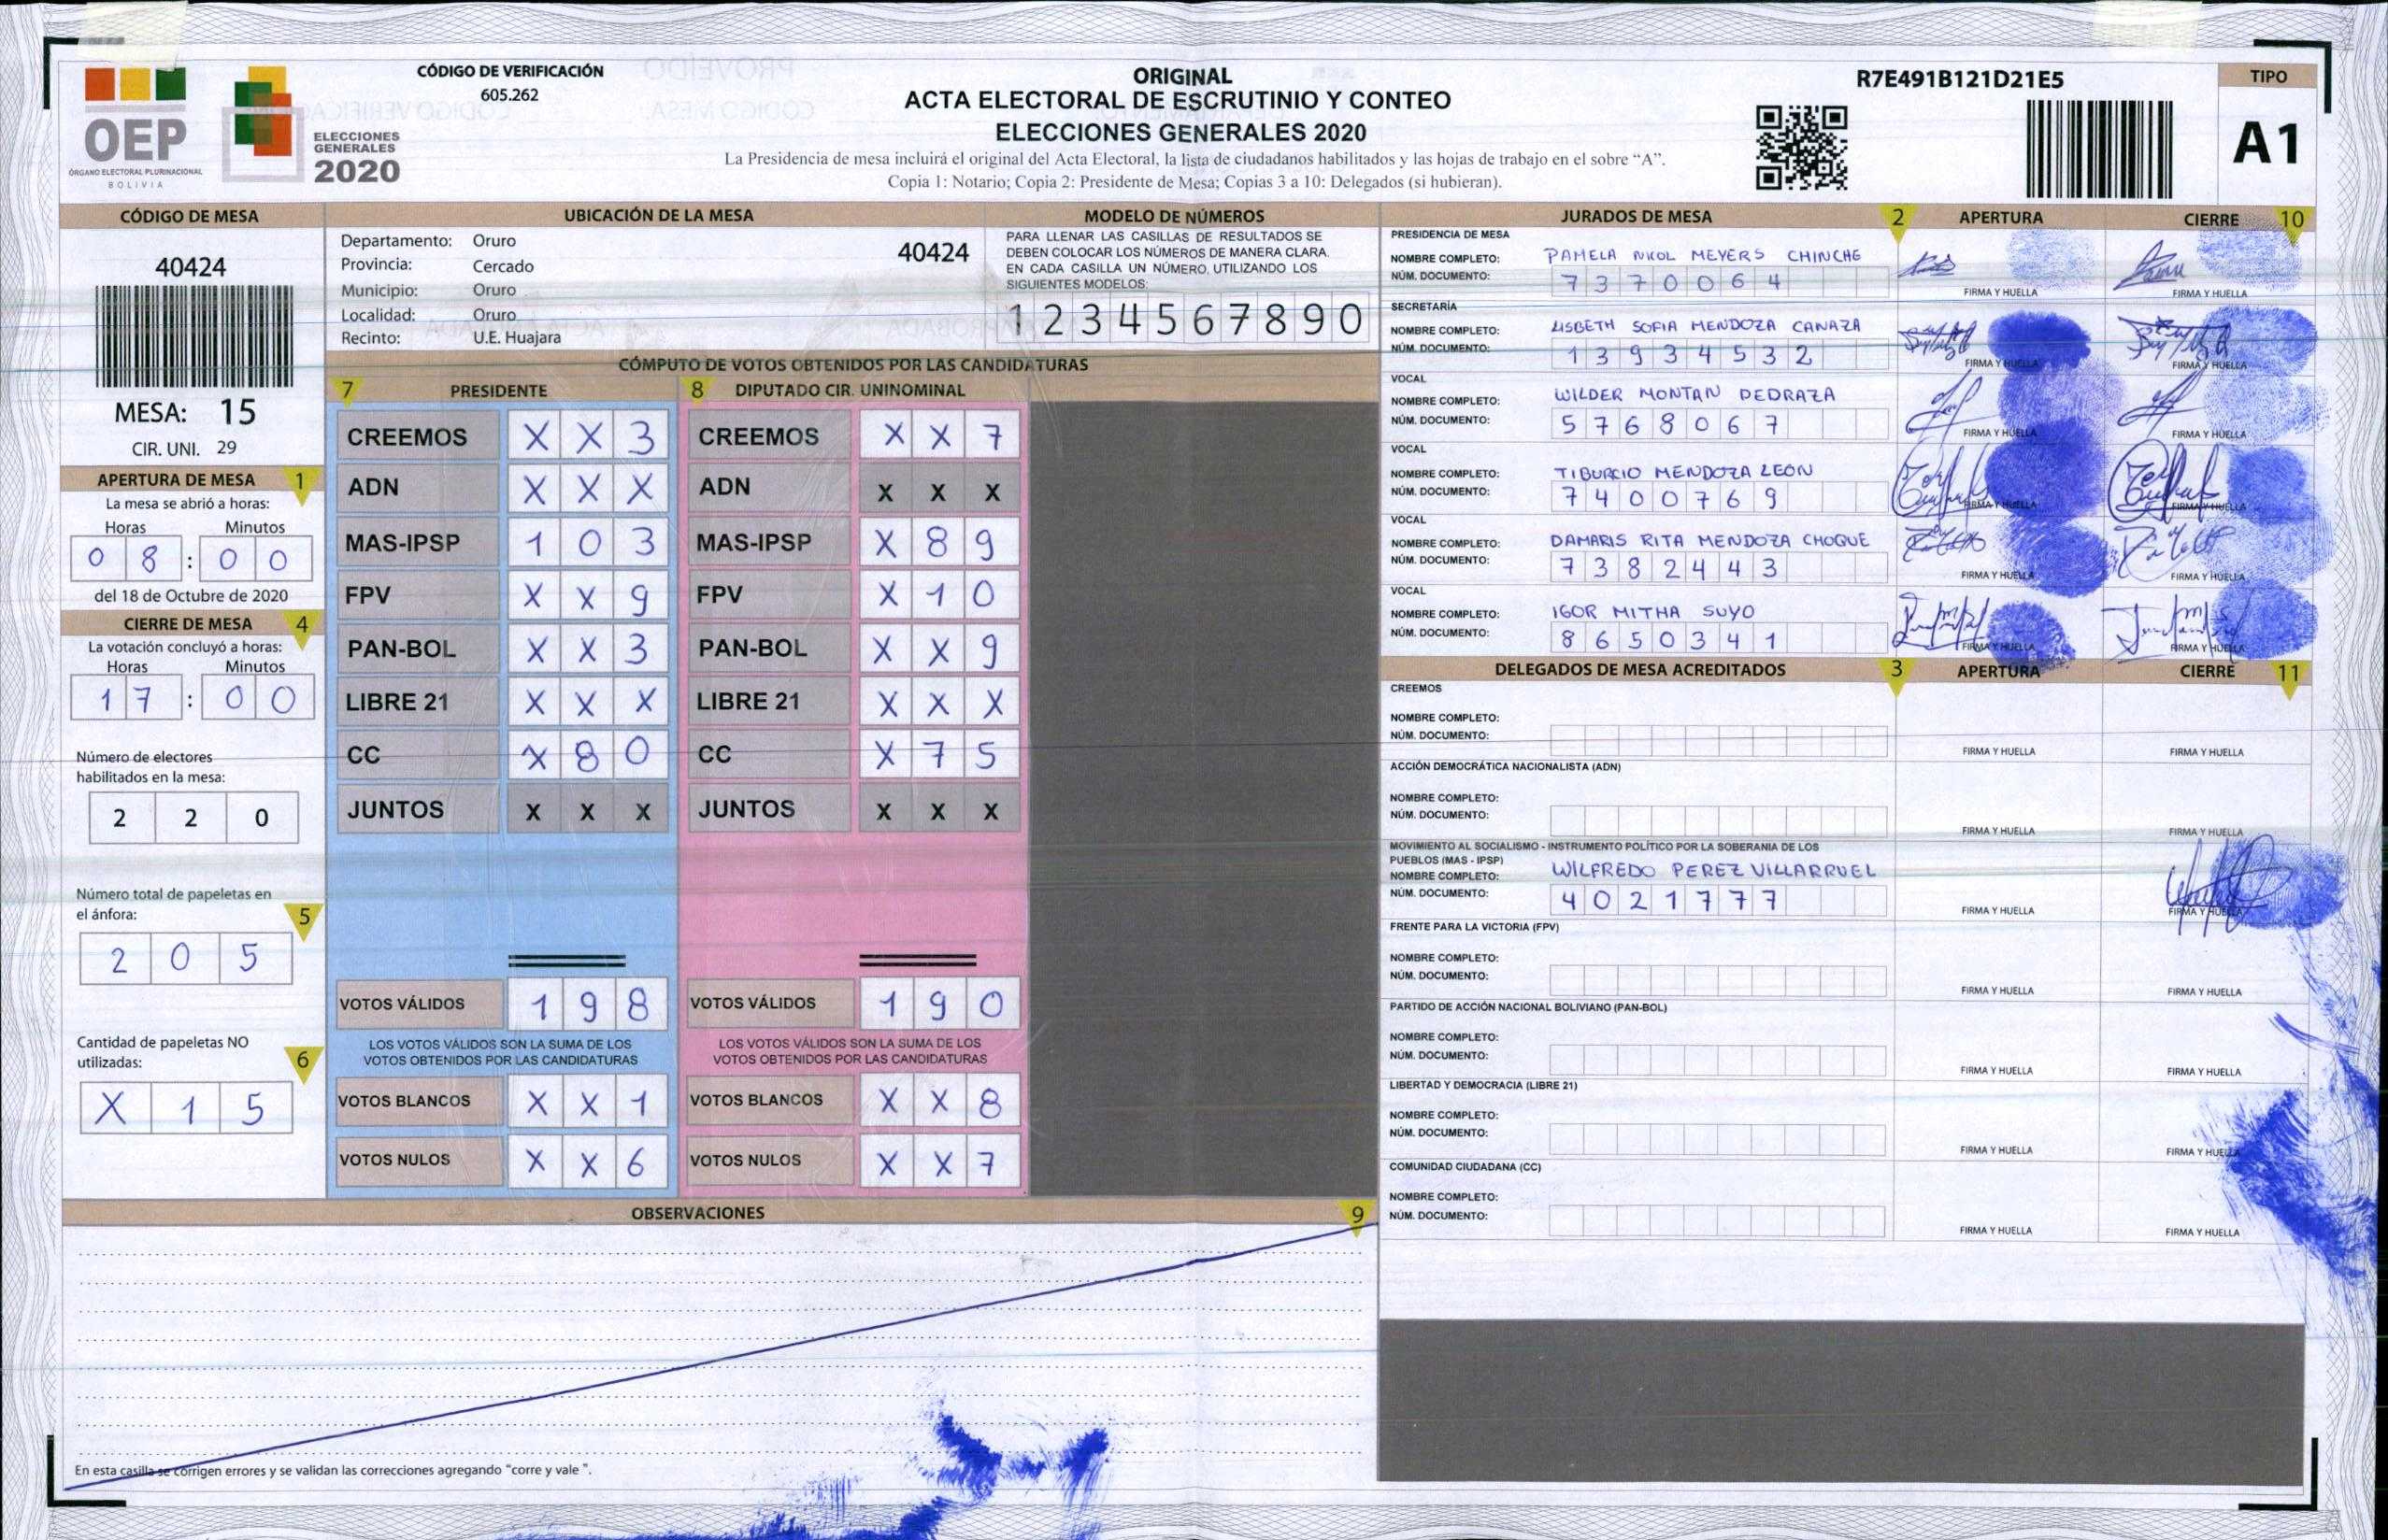 CÓDIGO DE VERIFICACIÓN
605.262
OEP
ÓRGANO ELECTORAL PLURINACIONAL
BOLIVIA
ELECCIONES
GENERALES
2020
ORIGINAL
ACTA ELECTORAL DE ESCRUTINIO Y CONTEO
ELECCIONES GENERALES 2020
La Presidencia de mesa incluirá el original del Acta Electoral, la lista de ciudadanos habilitados y las hojas de trabajo en el sobre “A”.
Copia 1: Notario; Copia 2: Presidente de Mesa; Copias 3 a 10: Delegados (si hubieran).
R7E491B121D21E5
TIPO
A1
CÓDIGO DE MESA
40424
MESA: 15
CIR. UNI. 29
APERTURA DE MESA 1
La mesa se abrió a horas:
Horas Minutos
0 8 : 0 0
del 18 de Octubre de 2020
CIERRE DE MESA 4
La votación concluyó a horas:
Horas Minutos
1 7 : 0 0
Número de electores
habilitados en la mesa:
2 2 0
Número total de papeletas en
el ánfora: 5
2 0 5
Cantidad de papeletas NO
utilizadas: 6
X 1 5
UBICACIÓN DE LA MESA
Departamento: Oruro 40424
Provincia: Cercado
Municipio: Oruro
Localidad: Oruro
Recinto: U.E. Huajara
MODELO DE NÚMEROS
PARA LLENAR LAS CASILLAS DE RESULTADOS SE
DEBEN COLOCAR LOS NÚMEROS DE MANERA CLARA.
EN CADA CASILLA UN NÚMERO, UTILIZANDO LOS
SIGUIENTES MODELOS:
1 2 3 4 5 6 7 8 9 0
CÓMPUTO DE VOTOS OBTENIDOS POR LAS CANDIDATURAS
7 PRESIDENTE 8 DIPUTADO CIR. UNINOMINAL
CREEMOS X X 3 CREEMOS X X 7
ADN X X X ADN X X X
MAS-IPSP 1 0 3 MAS-IPSP X 8 9
FPV X X 9 FPV X 1 0
PAN-BOL X X 3 PAN-BOL X X 9
LIBRE 21 X X X LIBRE 21 X X X
CC X 8 0 CC X 7 5
JUNTOS X X X JUNTOS X X X
VOTOS VÁLIDOS 1 9 8 VOTOS VÁLIDOS 1 9 0
LOS VOTOS VÁLIDOS SON LA SUMA DE LOS LOS VOTOS VÁLIDOS SON LA SUMA DE LOS
VOTOS OBTENIDOS POR LAS CANDIDATURAS VOTOS OBTENIDOS POR LAS CANDIDATURAS
VOTOS BLANCOS X X 1 VOTOS BLANCOS X X 8
VOTOS NULOS X X 6 VOTOS NULOS X X 7
OBSERVACIONES 9
En esta casilla se corrigen errores y se validan las correcciones agregando “corre y vale ”.
JURADOS DE MESA 2 APERTURA CIERRE 10
PRESIDENCIA DE MESA
NOMBRE COMPLETO: PAMELA NIKOL MEYERS CHINCHE
NÚM. DOCUMENTO: 7 3 7 0 0 6 4
FIRMA Y HUELLA FIRMA Y HUELLA
SECRETARÍA
NOMBRE COMPLETO: LISBETH SOFIA MENDOZA CANAZA
NÚM. DOCUMENTO: 1 3 9 3 4 5 3 2
FIRMA Y HUELLA FIRMA Y HUELLA
VOCAL
NOMBRE COMPLETO: WILDER MONTAN PEDRAZA
NÚM. DOCUMENTO: 5 7 6 8 0 6 7
FIRMA Y HUELLA FIRMA Y HUELLA
VOCAL
NOMBRE COMPLETO: TIBURCIO MENDOZA LEON
NÚM. DOCUMENTO: 7 4 0 0 7 6 9
FIRMA Y HUELLA FIRMA Y HUELLA
VOCAL
NOMBRE COMPLETO: DAMARIS RITA MENDOZA CHOQUE
NÚM. DOCUMENTO: 7 3 8 2 4 4 3
FIRMA Y HUELLA FIRMA Y HUELLA
VOCAL
NOMBRE COMPLETO: IGOR MITHA SUYO
NÚM. DOCUMENTO: 8 6 5 0 3 4 1
FIRMA Y HUELLA FIRMA Y HUELLA
DELEGADOS DE MESA ACREDITADOS 3 APERTURA CIERRE 11
CREEMOS
NOMBRE COMPLETO:
NÚM. DOCUMENTO:
FIRMA Y HUELLA FIRMA Y HUELLA
ACCIÓN DEMOCRÁTICA NACIONALISTA (ADN)
NOMBRE COMPLETO:
NÚM. DOCUMENTO:
FIRMA Y HUELLA FIRMA Y HUELLA
MOVIMIENTO AL SOCIALISMO - INSTRUMENTO POLÍTICO POR LA SOBERANIA DE LOS
PUEBLOS (MAS - IPSP)
NOMBRE COMPLETO: WILFREDO PEREZ VILLARRUEL
NÚM. DOCUMENTO: 4 0 2 1 7 7 7
FIRMA Y HUELLA FIRMA Y HUELLA
FRENTE PARA LA VICTORIA (FPV)
NOMBRE COMPLETO:
NÚM. DOCUMENTO:
FIRMA Y HUELLA FIRMA Y HUELLA
PARTIDO DE ACCIÓN NACIONAL BOLIVIANO (PAN-BOL)
NOMBRE COMPLETO:
NÚM. DOCUMENTO:
FIRMA Y HUELLA FIRMA Y HUELLA
LIBERTAD Y DEMOCRACIA (LIBRE 21)
NOMBRE COMPLETO:
NÚM. DOCUMENTO:
FIRMA Y HUELLA FIRMA Y HUELLA
COMUNIDAD CIUDADANA (CC)
NOMBRE COMPLETO:
NÚM. DOCUMENTO:
FIRMA Y HUELLA FIRMA Y HUELLA